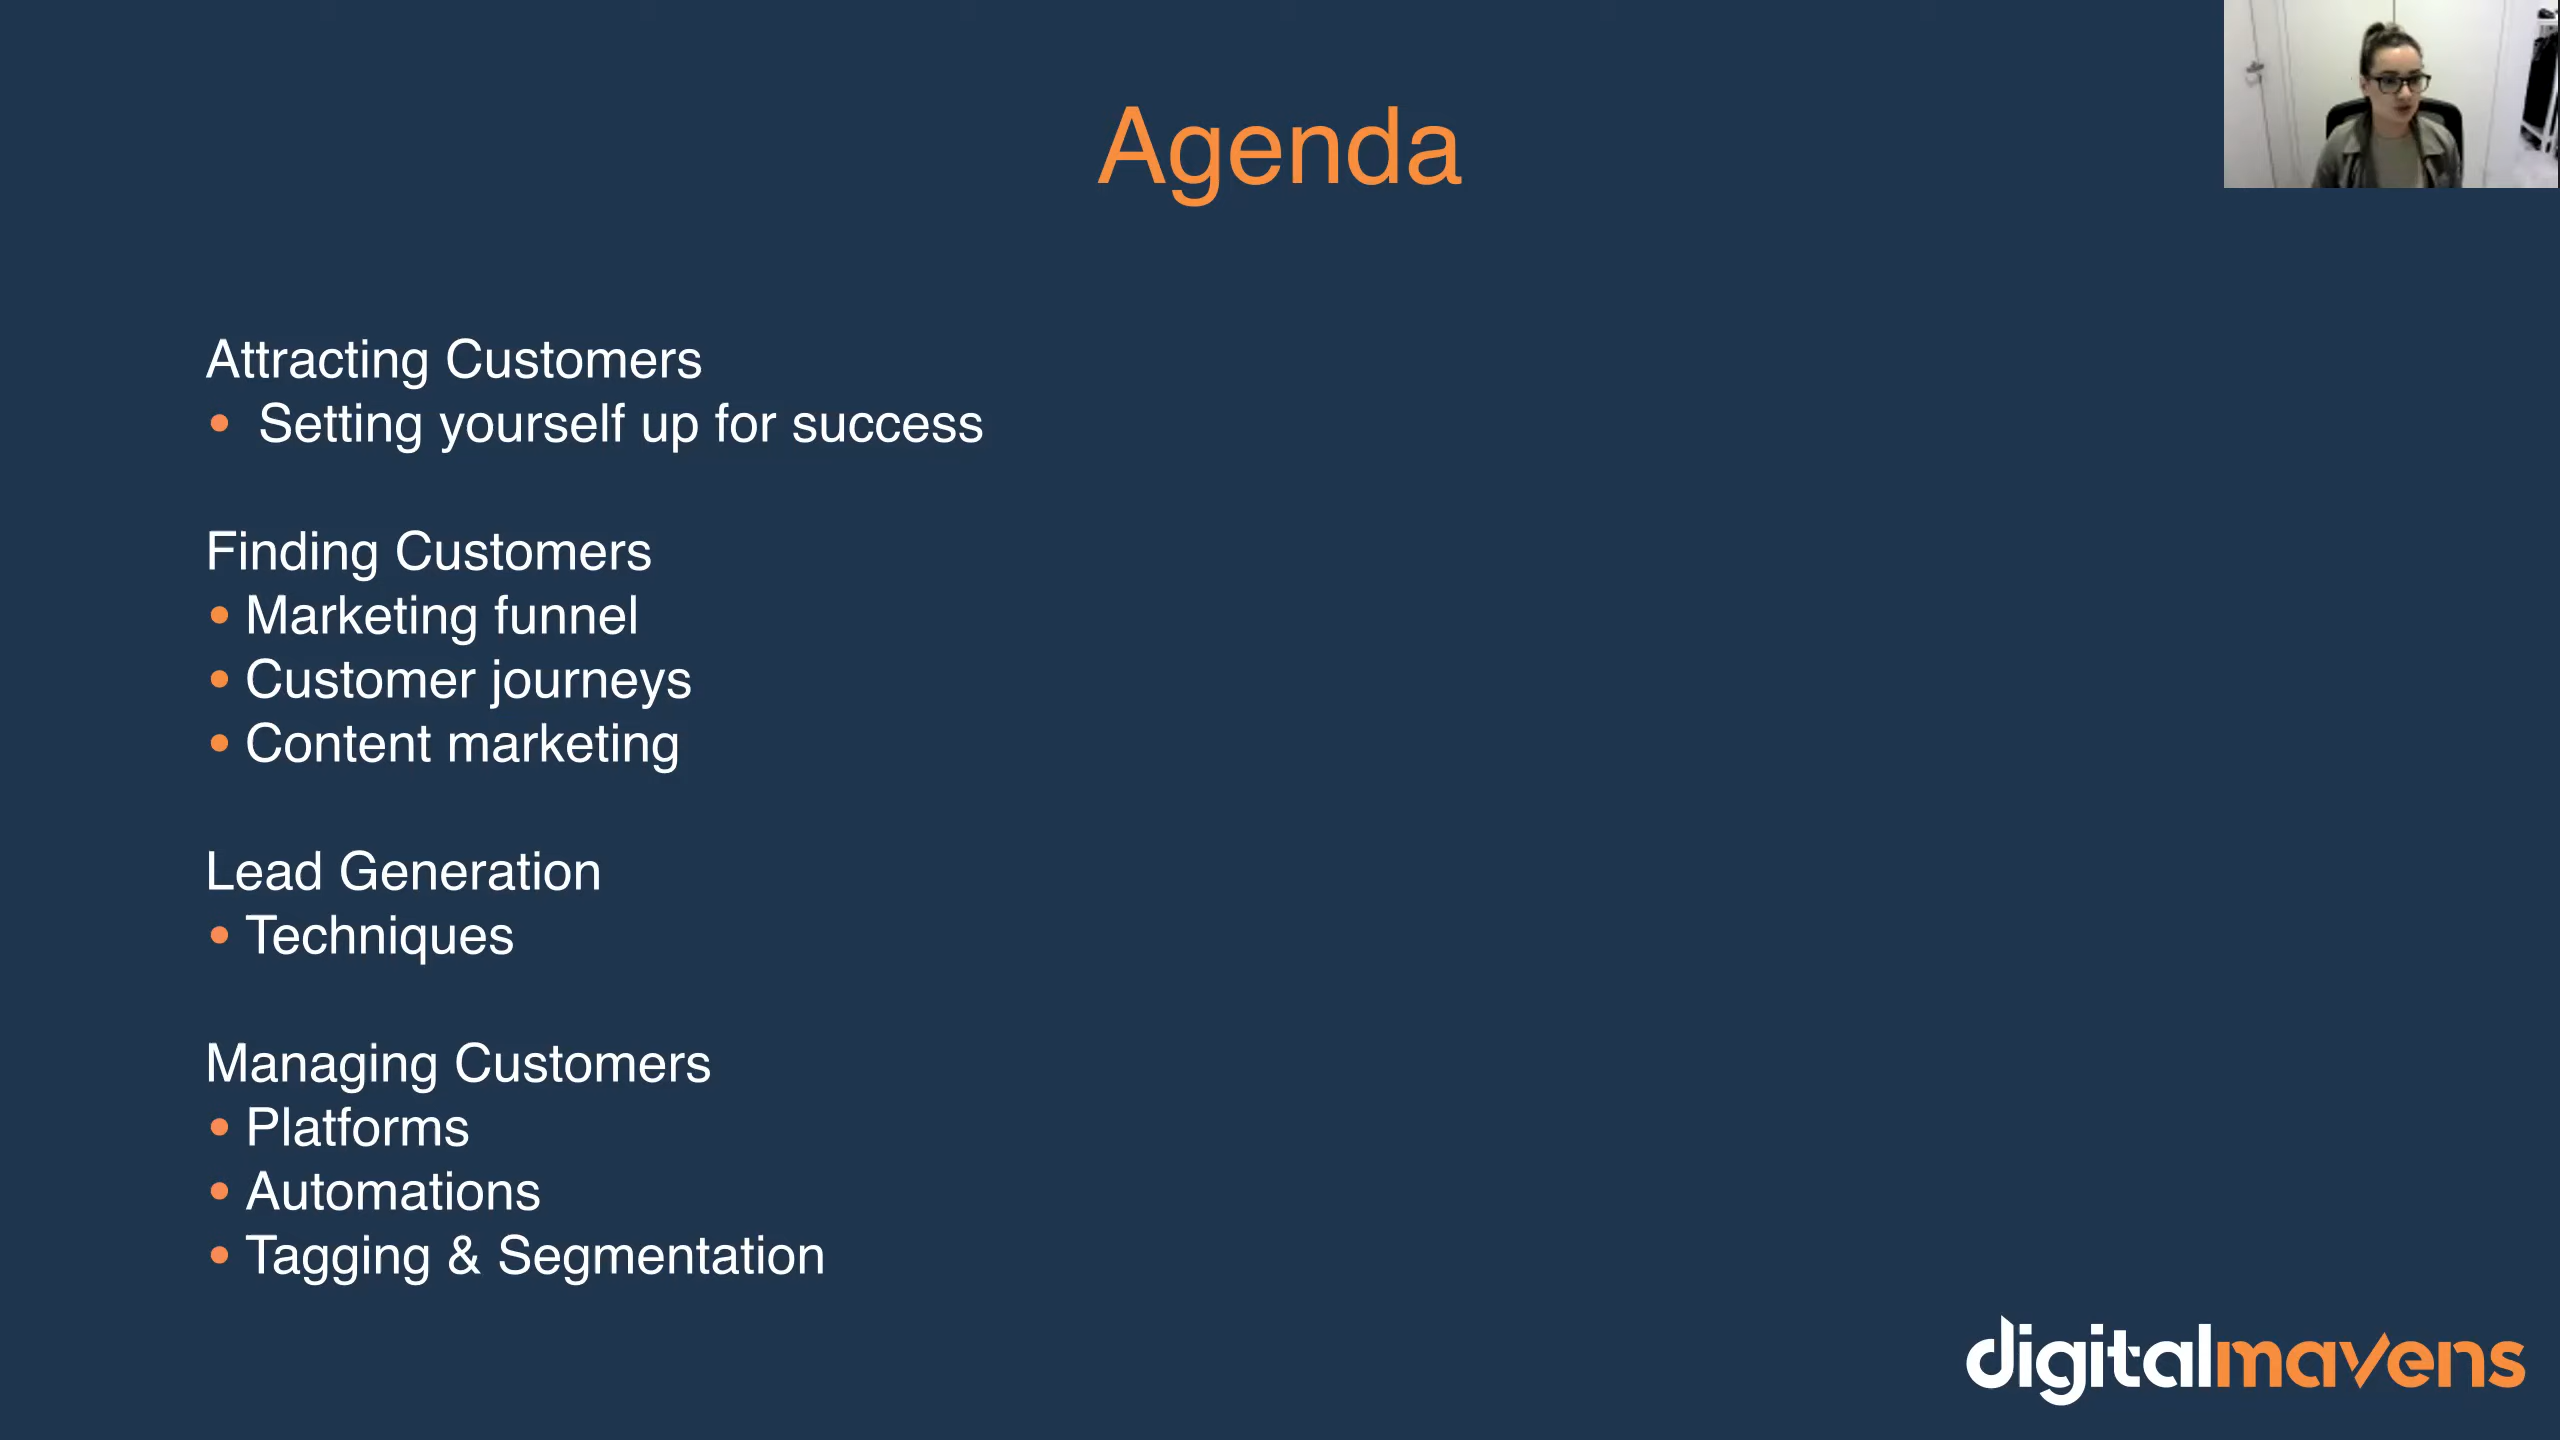 Agenda
Attracting Customers
• Setting yourself up for success
Finding Customers
• Marketing funnel
• Customer journeys
• Content marketing
Lead Generation
• Techniques
Managing Customers
• Platforms
• Automations
• Tagging & Segmentation
digitalmavens